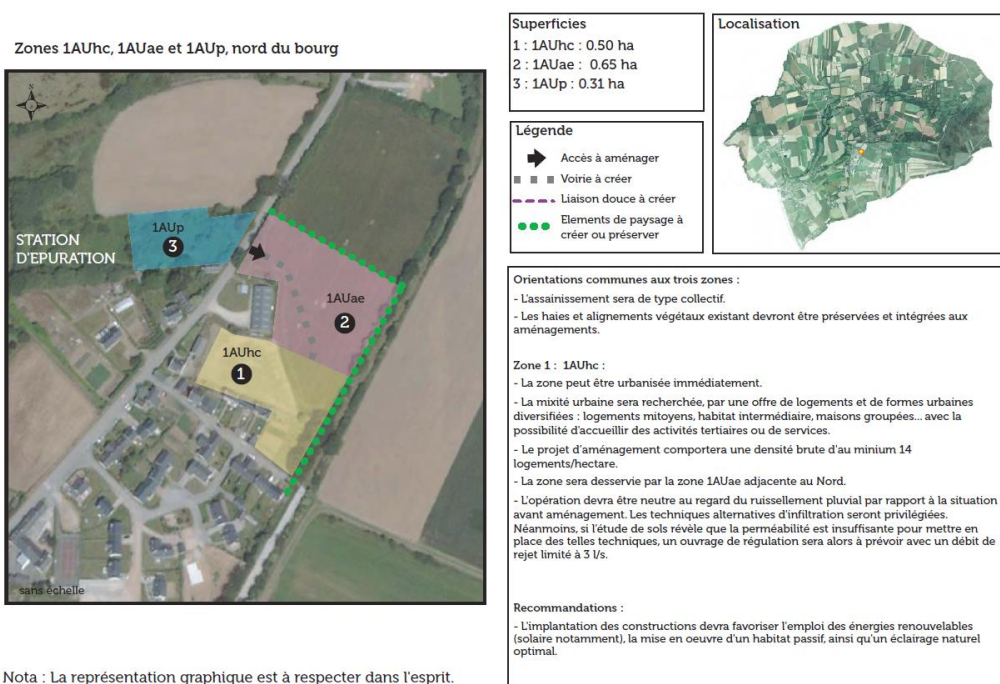 Zones 1AUhc, 1AUae et 1AUp, nord du bourg
N
STATION
D'EPURATION
1AUp
3
1AUae
2
1AUhc
1
sans échelle
Nota : La représentation graphique est à respecter dans l'esprit.
Superficies
1 : 1AUhc : 0.50 ha
2 : 1AUae : 0.65 ha
3 : 1AUp : 0.31 ha
Légende
Accès à aménager
Voirie à créer
Liaison douce à créer
Elements de paysage à
créer ou préserver
Localisation
Orientations communes aux trois zones :
- L'assainissement sera de type collectif.
- Les haies et alignements végétaux existant devront être préservées et intégrées aux
aménagements.
Zone 1 : 1AUhc :
- La zone peut être urbanisée immédiatement.
- La mixité urbaine sera recherchée, par une offre de logements et de formes urbaines
diversifiées : logements mitoyens, habitat intermédiaire, maisons groupées... avec la
possibilité d'accueillir des activités tertiaires ou de services.
- Le projet d'aménagement comportera une densité brute d'au minium 14
logements/hectare.
- La zone sera desservie par la zone 1AUae adjacente au Nord.
- L'opération devra être neutre au regard du ruissellement pluvial par rapport à la situation
avant aménagement. Les techniques alternatives d'infiltration seront privilégiées.
Néanmoins, si l'étude de sols révèle que la perméabilité est insuffisante pour mettre en
place des telles techniques, un ouvrage de régulation sera alors à prévoir avec un débit de
rejet limité à 3 l/s.
Recommandations :
- L'implantation des constructions devra favoriser l'emploi des énergies renouvelables
(solaire notamment), la mise en oeuvre d'un habitat passif, ainsi qu'un éclairage naturel
optimal.